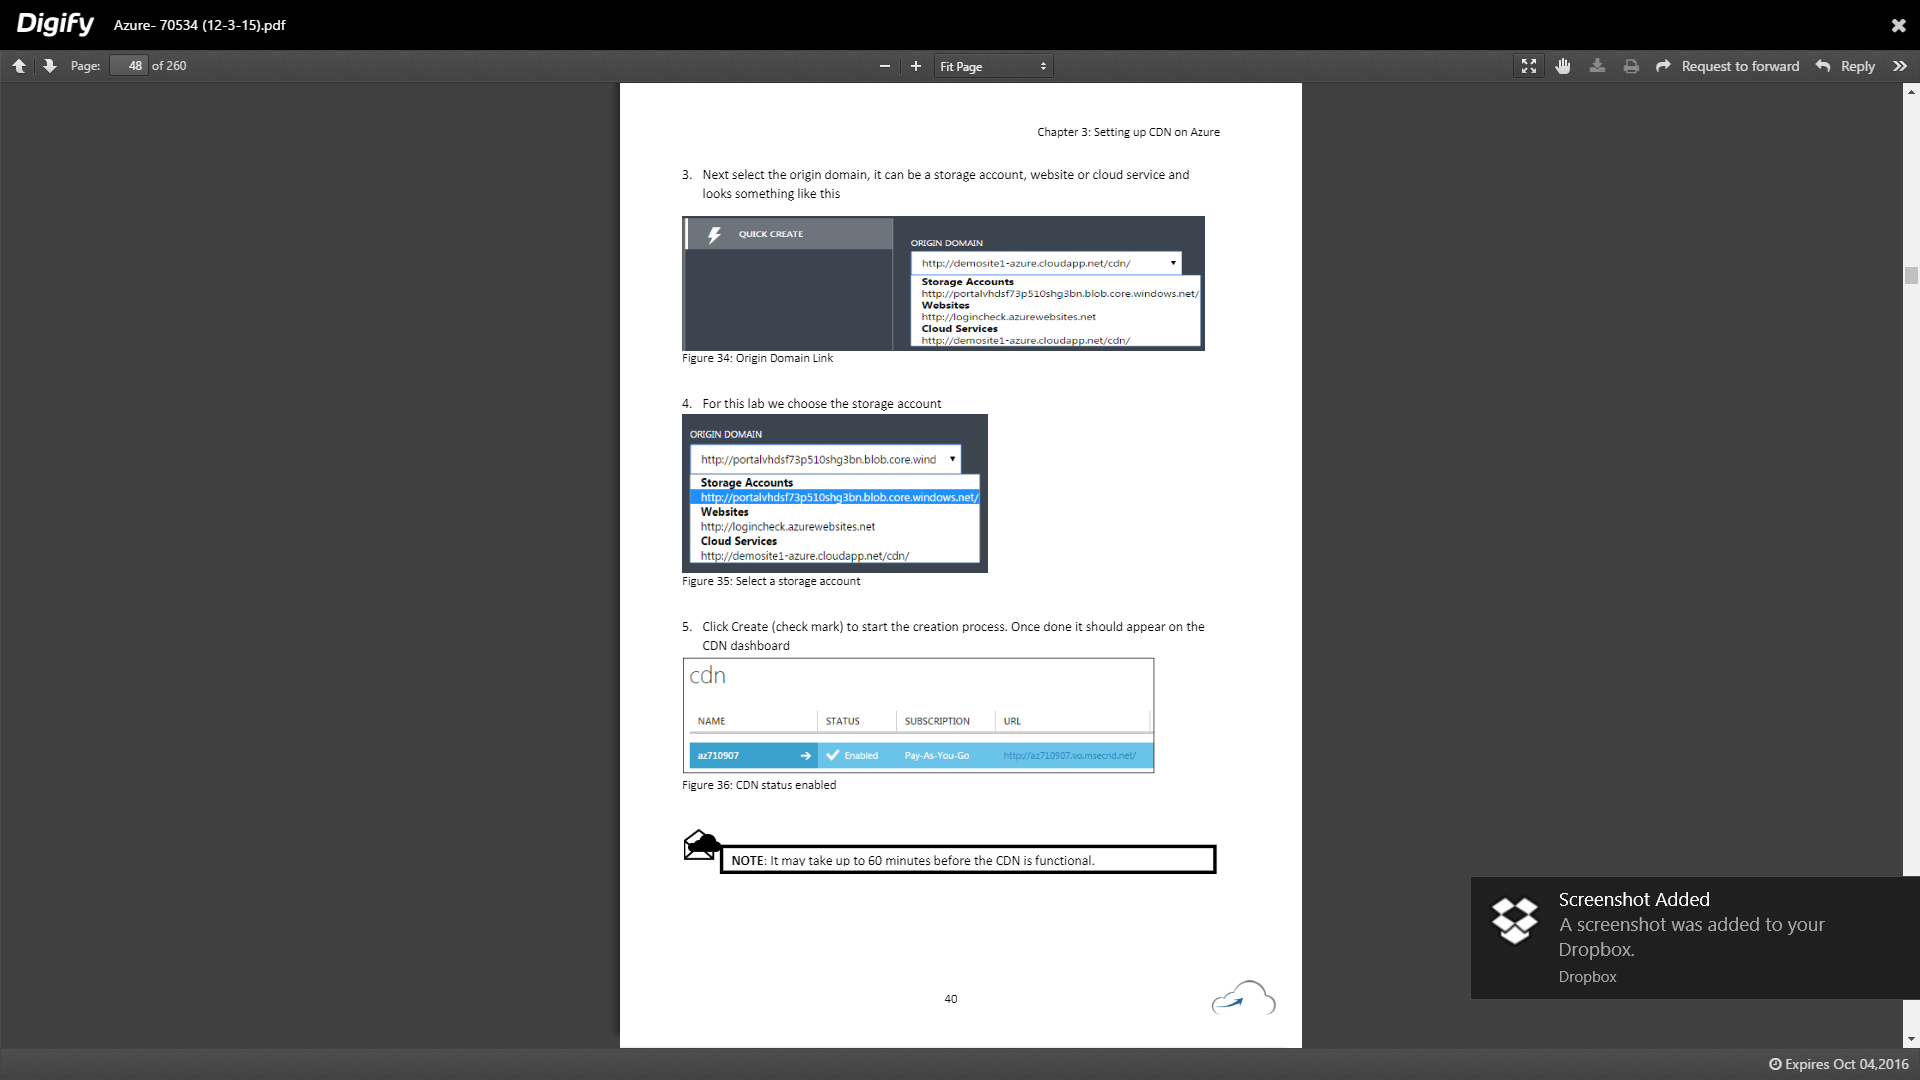 Digify Azure- 70534 (12-3-15).pdf
Page: 48 of 260
Fit Page
Request to forward Reply
Chapter 3: Setting up CDN on Azure
3. Next select the origin domain, it can be a storage account, website or cloud service and
looks something like this
QUICK CREATE
ORIGIN DOMAIN
http://demosite1-azure.cloudapp.net/cdn/
Storage Accounts
http://portalvhdsf73p510shg3bn.blob.core.windows.net/
Websites
http://logincheck.azurewebsites.net
Cloud Services
http://demosite1-azure.cloudapp.net/cdn/
Figure 34: Origin Domain Link
4. For this lab we choose the storage account
ORIGIN DOMAIN
http://portalvhdsf73p510shg3bn.blob.core.wind
Storage Accounts
http://portalvhdsf73p510shg3bn.blob.core.windows.net/
Websites
http://logincheck.azurewebsites.net
Cloud Services
http://demosite1-azure.cloudapp.net/cdn/
Figure 35: Select a storage account
5. Click Create (check mark) to start the creation process. Once done it should appear on the
CDN dashboard
cdn
NAME STATUS SUBSCRIPTION URL
az710907 Enabled Pay-As-You-Go http://az710907.vo.msecnd.net/
Figure 36: CDN status enabled
NOTE: It may take up to 60 minutes before the CDN is functional.
40
Screenshot Added
A screenshot was added to your
Dropbox.
Dropbox
Expires Oct 04,2016